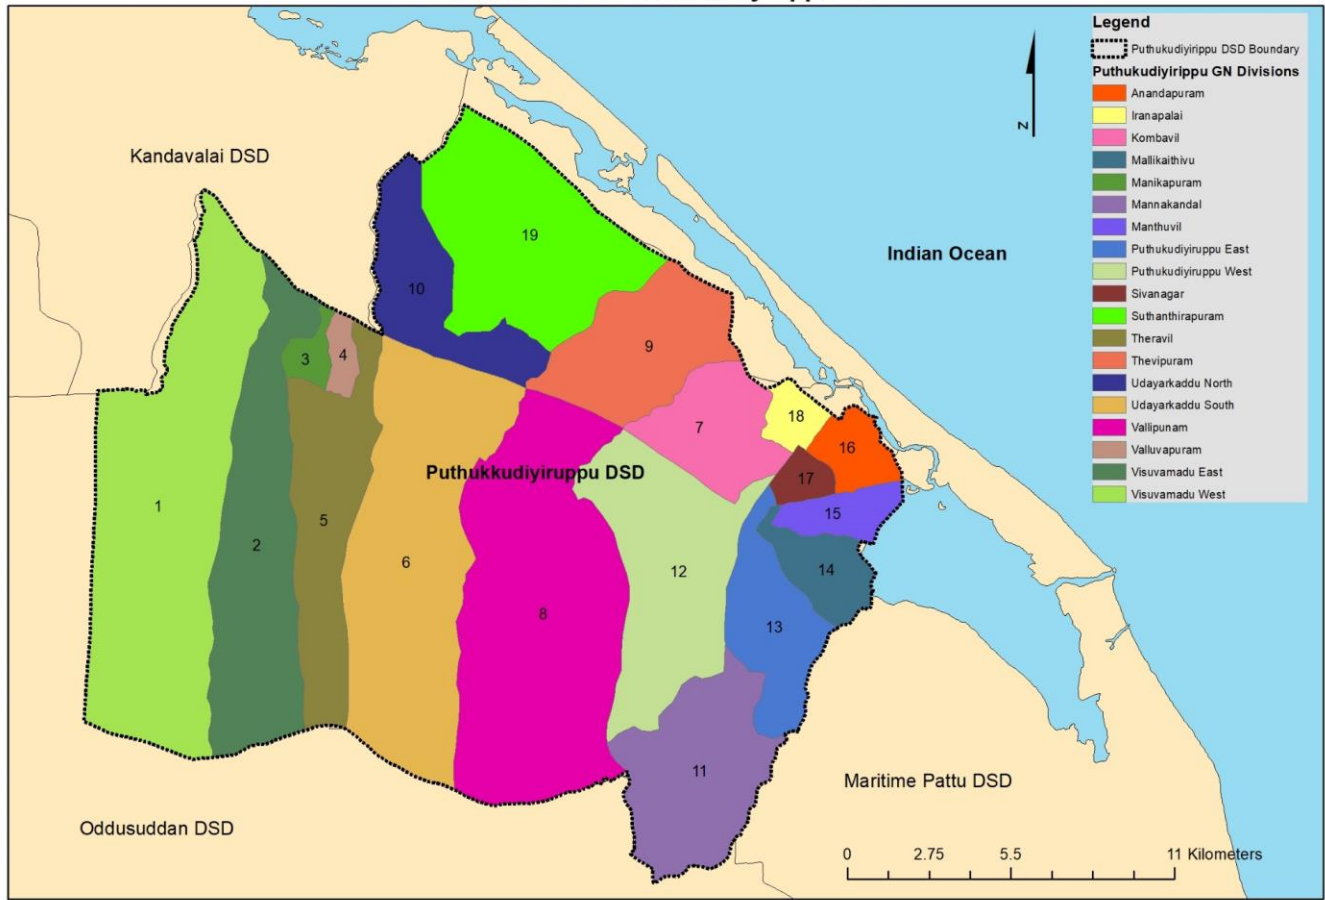 Kandavalai DSD
Indian Ocean
Puthukkudiyiruppu DSD
Maritime Pattu DSD
Oddusuddan DSD
1
2
3
4
5
6
7
8
9
10
11
12
13
14
15
16
17
18
19
N
Legend
Puthukudiyirippu DSD Boundary
Puthukudiyirippu GN Divisions
Anandapuram
Iranapalai
Kombavil
Mallikaithivu
Manikapuram
Mannakandal
Manthuvil
Puthukudiyiruppu East
Puthukudiyiruppu West
Sivanagar
Suthanthirapuram
Theravil
Thevipuram
Udayarkaddu North
Udayarkaddu South
Vallipunam
Valluvapuram
Visuvamadu East
Visuvamadu West
0 2.75 5.5 11 Kilometers